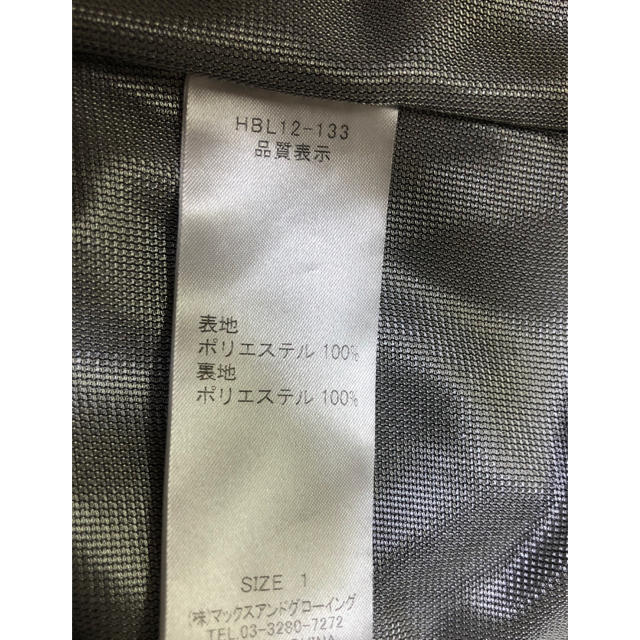 HBL12-133
品質表示
表地
ポリエステル 100%
裏地
ポリエステル 100%
SIZE 1
(株)マックスアンドグローイング
TEL.03-3280-7272